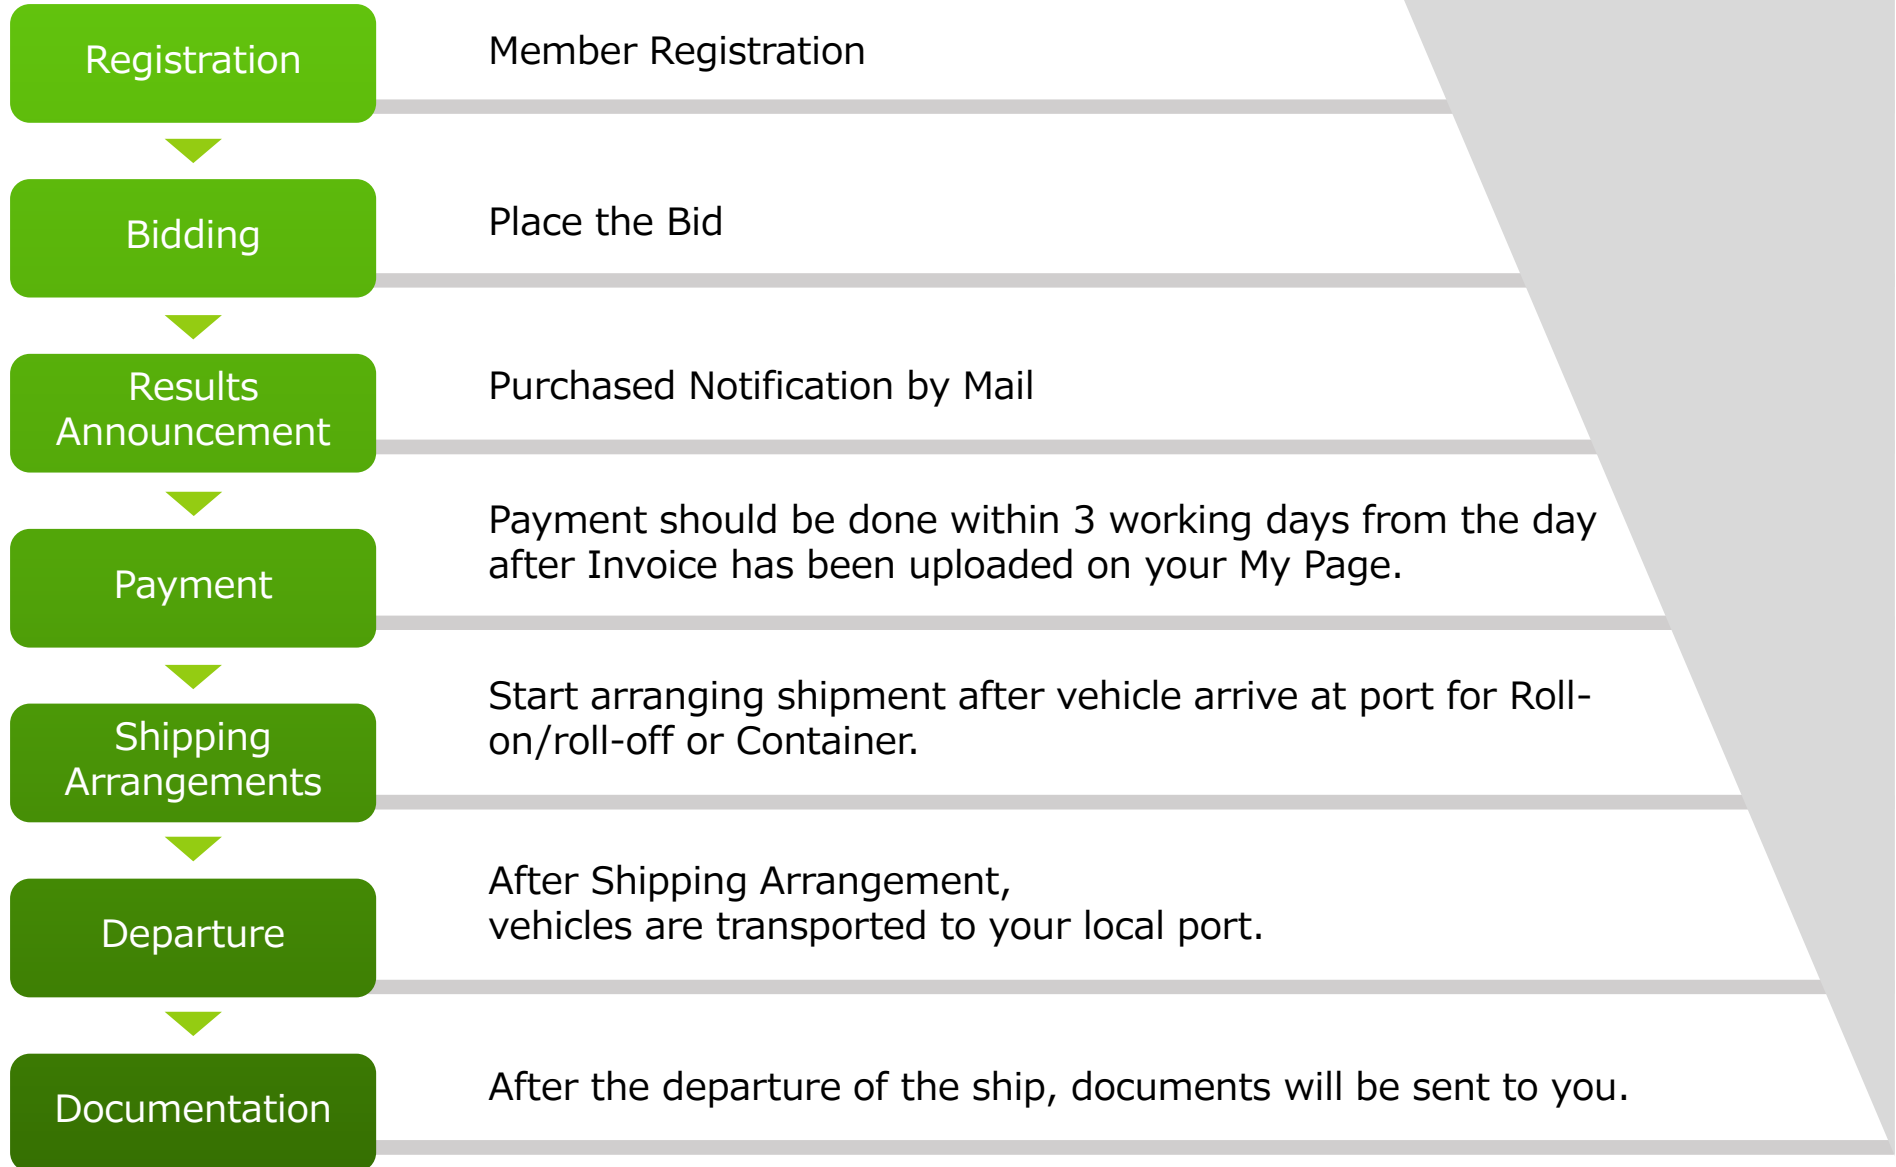 Registration
Member Registration
Bidding
Place the Bid
Results
Announcement
Purchased Notification by Mail
Payment
Payment should be done within 3 working days from the day
after Invoice has been uploaded on your My Page.
Shipping
Arrangements
Start arranging shipment after vehicle arrive at port for Roll-
on/roll-off or Container.
Departure
After Shipping Arrangement,
vehicles are transported to your local port.
Documentation
After the departure of the ship, documents will be sent to you.